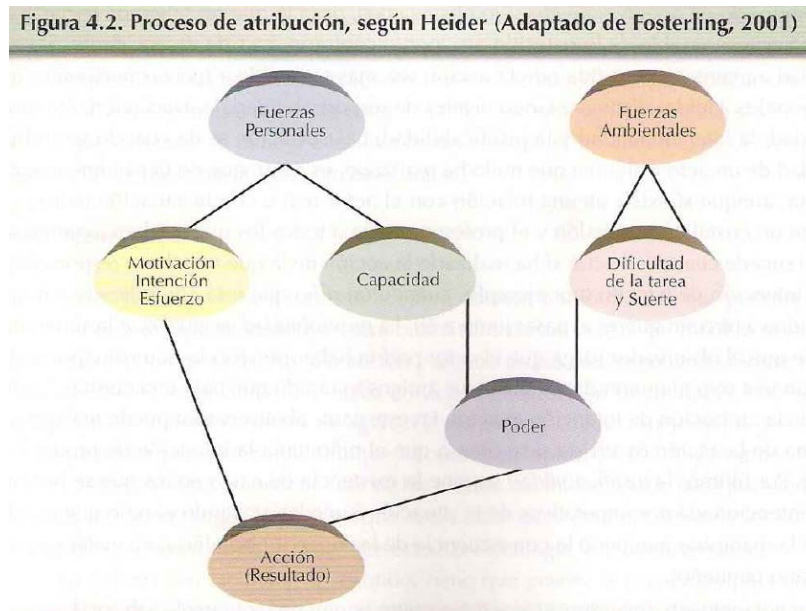 Figura 4.2. Proceso de atribución, según Heider (Adaptado de Fosterling, 2001)
Fuerzas
Personales
Fuerzas
Ambientales
Motivación
Intención
Esfuerzo
Capacidad
Dificultad
de la tarea
y Suerte
Poder
Acción
(Resultado)